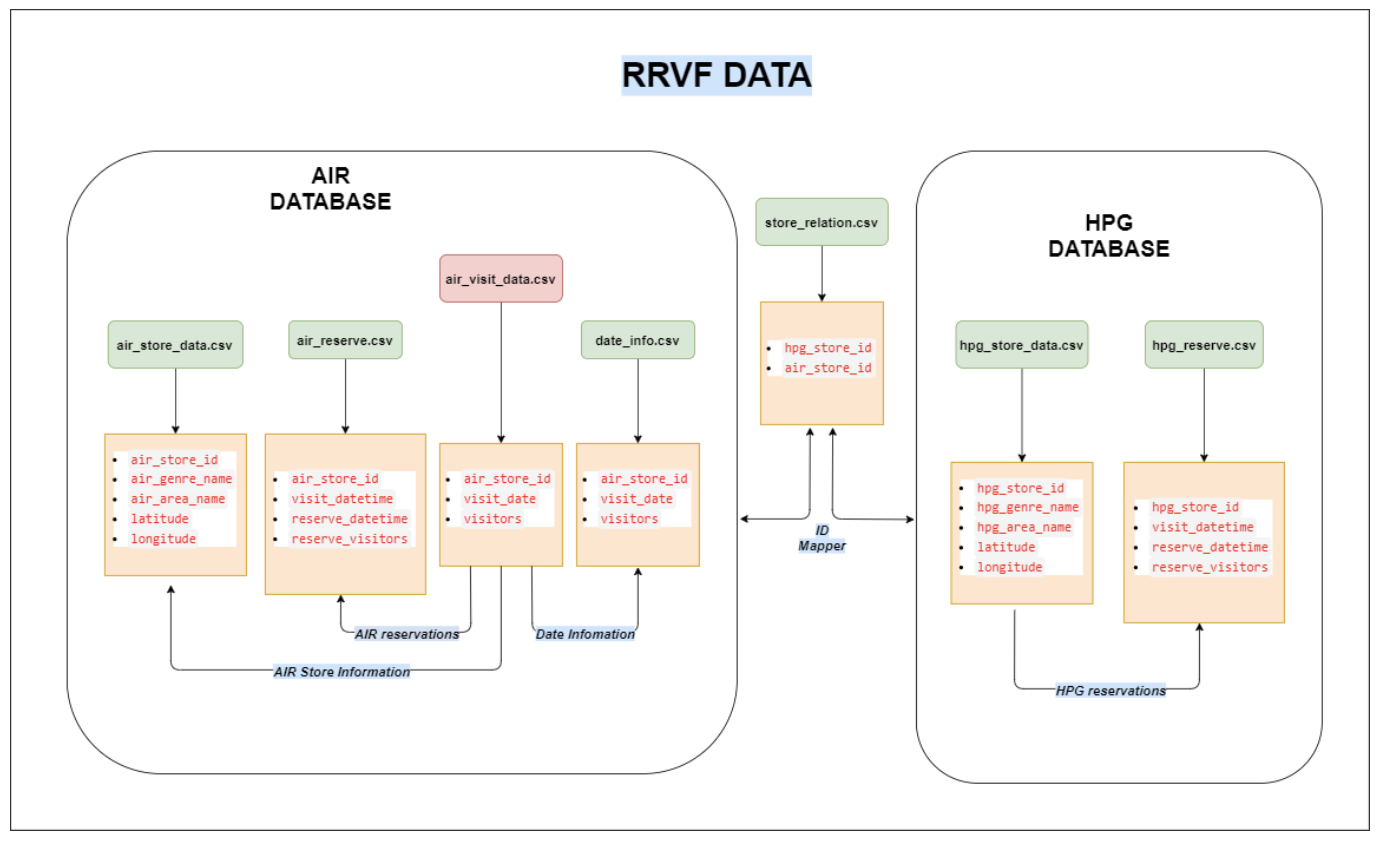 RRVF DATA
AIR
DATABASE
air_store_data.csv
air_store_id
air_genre_name
air_area_name
latitude
longitude
air_reserve.csv
air_store_id
visit_datetime
reserve_datetime
reserve_visitors
air_visit_data.csv
air_store_id
visit_date
visitors
date_info.csv
air_store_id
visit_date
visitors
AIR reservations
Date Infomation
AIR Store Information
store_relation.csv
hpg_store_id
air_store_id
ID
Mapper
HPG
DATABASE
hpg_store_data.csv
hpg_store_id
hpg_genre_name
hpg_area_name
latitude
longitude
hpg_reserve.csv
hpg_store_id
visit_datetime
reserve_datetime
reserve_visitors
HPG reservations